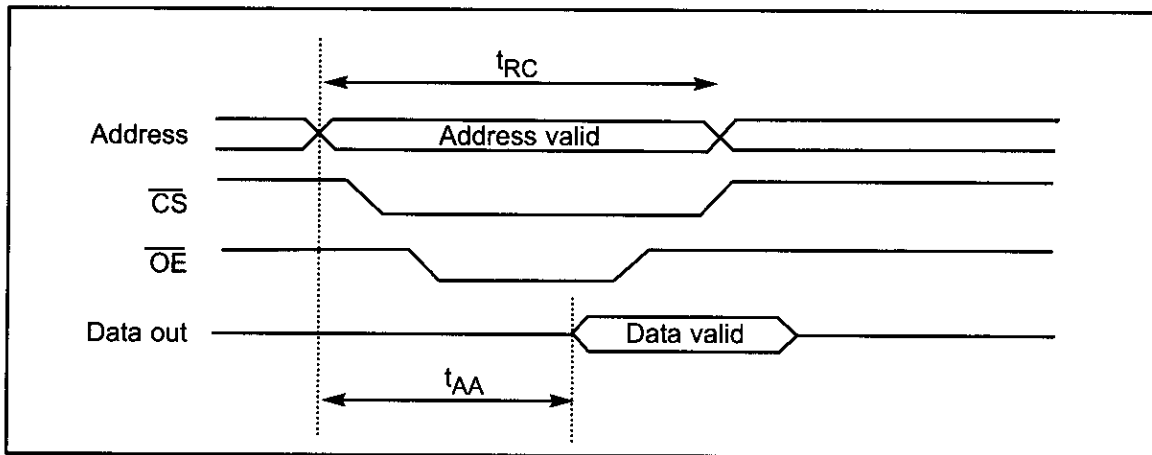 tRC
Address
Address valid
CS
OE
Data out
Data valid
tAA